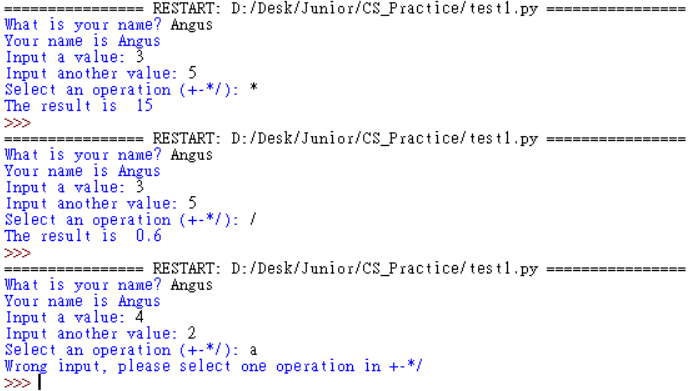 ================ RESTART: D:/Desk/Junior/CS_Practice/test1.py ================
What is your name? Angus
Your name is Angus
Input a value: 3
Input another value: 5
Select an operation (+-*/): *
The result is  15
>>>
================ RESTART: D:/Desk/Junior/CS_Practice/test1.py ================
What is your name? Angus
Your name is Angus
Input a value: 3
Input another value: 5
Select an operation (+-*/): /
The result is  0.6
>>>
================ RESTART: D:/Desk/Junior/CS_Practice/test1.py ================
What is your name? Angus
Your name is Angus
Input a value: 4
Input another value: 2
Select an operation (+-*/): a
Wrong input, please select one operation in +-*/
>>>